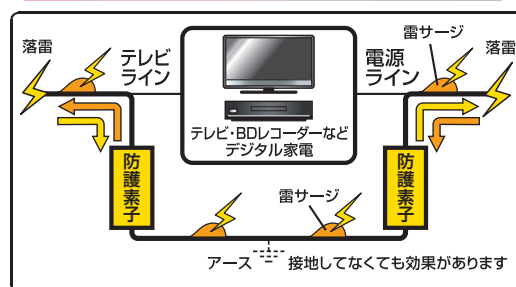 落雷
テレビ
ライン
電源
ライン
雷サージ
落雷
テレビ・BDレコーダーなど
デジタル家電
防護素子
防護素子
雷サージ
アース
接地してなくても効果があります